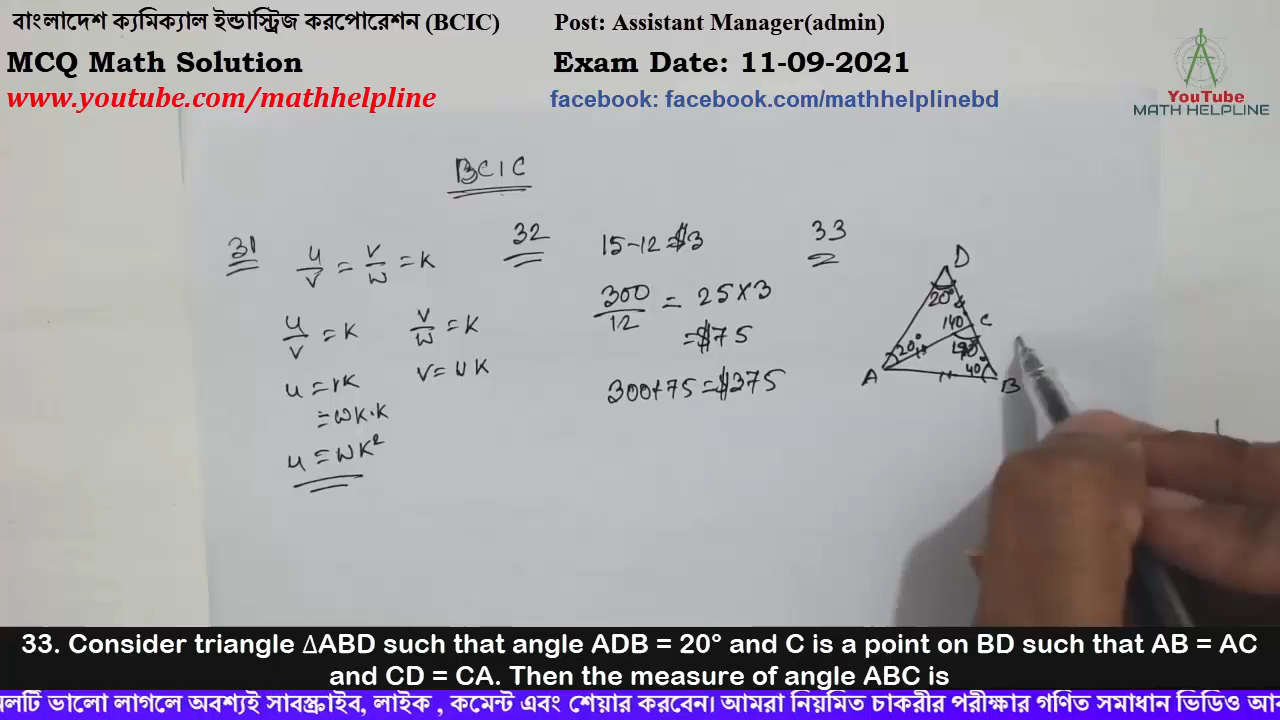 বাংলাদেশ ক্যমিক্যাল ইন্ডাস্ট্রিজ করপোরেশন (BCIC) Post: Assistant Manager(admin)
MCQ Math Solution Exam Date: 11-09-2021
www.youtube.com/mathhelpline facebook: facebook.com/mathhelplinebd
YouTube
MATH HELPLINE
BCIC
31
u/v = v/w = K
u/v = K v/w = K
u = vK v = wK
= wK·K
u = wK²
32
15-12 = $3
300/12 = 25×3
= $75
300+75 = $375
33
D
20°
140° C
20°
40°
A B
33. Consider triangle ∆ABD such that angle ADB = 20° and C is a point on BD such that AB = AC
and CD = CA. Then the measure of angle ABC is
মলটি ভালো লাগলে অবশ্যই সাবস্ক্রাইব, লাইক , কমেন্ট এবং শেয়ার করবেন। আমরা নিয়মিত চাকরীর পরীক্ষার গণিত সমাধান ভিডিও আ